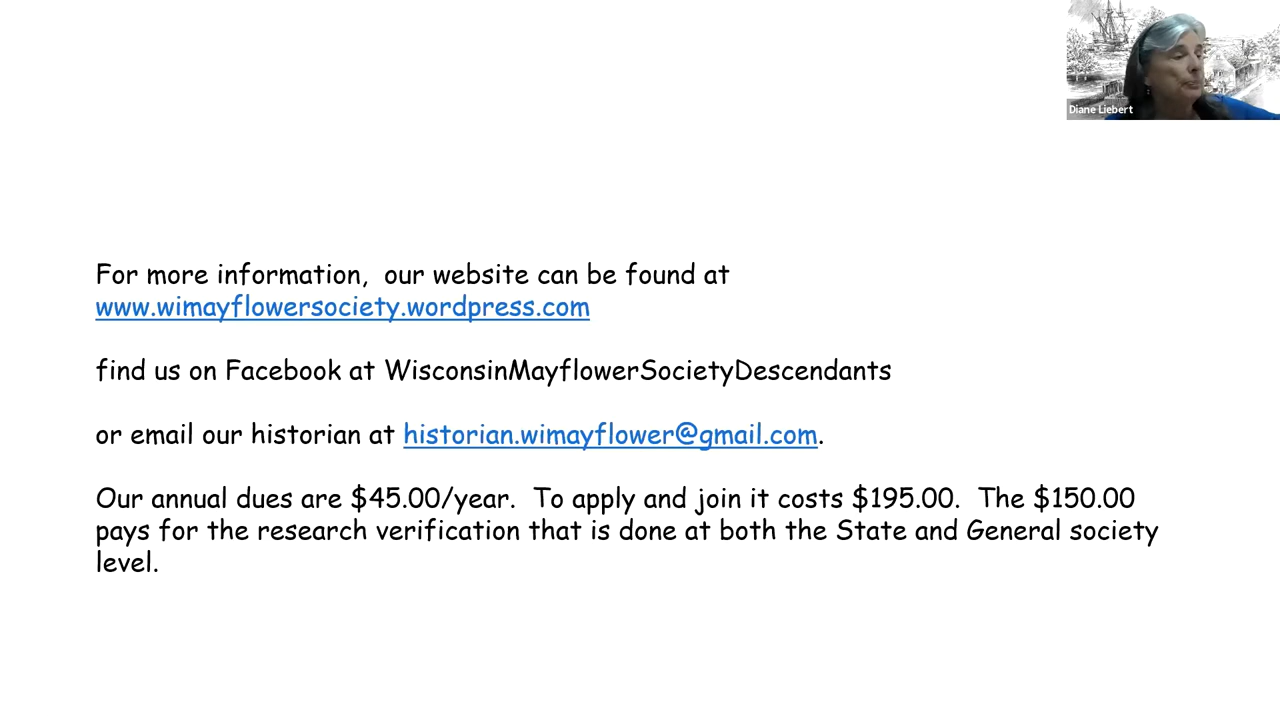 Diane Liebert
For more information, our website can be found at
www.wimayflowersociety.wordpress.com
find us on Facebook at WisconsinMayflowerSocietyDescendants
or email our historian at historian.wimayflower@gmail.com.
Our annual dues are $45.00/year. To apply and join it costs $195.00. The $150.00
pays for the research verification that is done at both the State and General society
level.